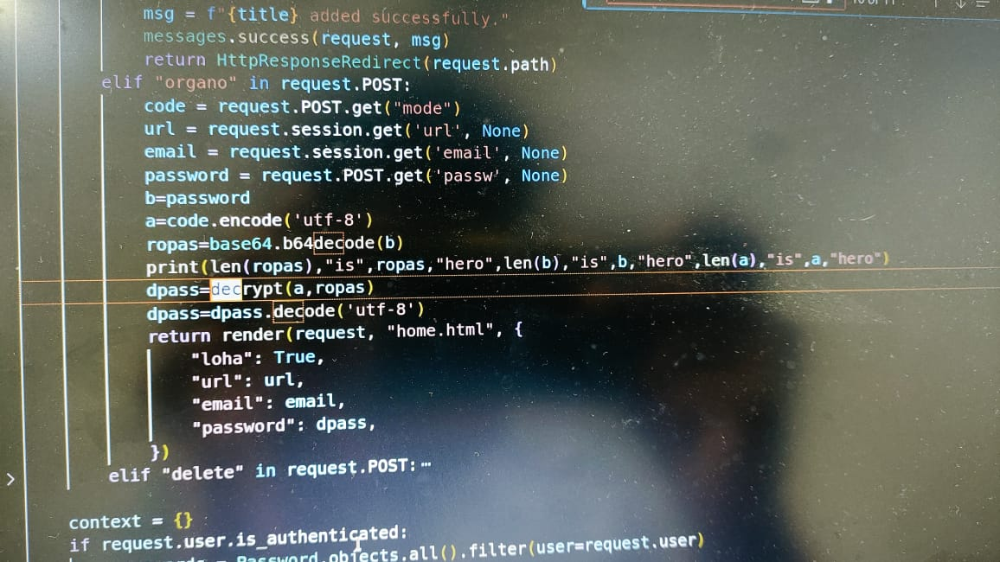 msg = f"{title} added successfully."
messages.success(request, msg)
return HttpResponseRedirect(request.path)
elif "organo" in request.POST:
code = request.POST.get("mode")
url = request.session.get('url', None)
email = request.session.get('email', None)
password = request.POST.get('passw', None)
b=password
a=code.encode('utf-8')
ropas=base64.b64decode(b)
print(len(ropas),"is",ropas,"hero",len(b),"is",b,"hero",len(a),"is",a,"hero")
dpass=decrypt(a,ropas)
dpass=dpass.decode('utf-8')
return render(request, "home.html", {
"loha": True,
"url": url,
"email": email,
"password": dpass,
})
elif "delete" in request.POST:⋯
context = {}
if request.user.is_authenticated:
= Password.objects.all().filter(user=request.user)